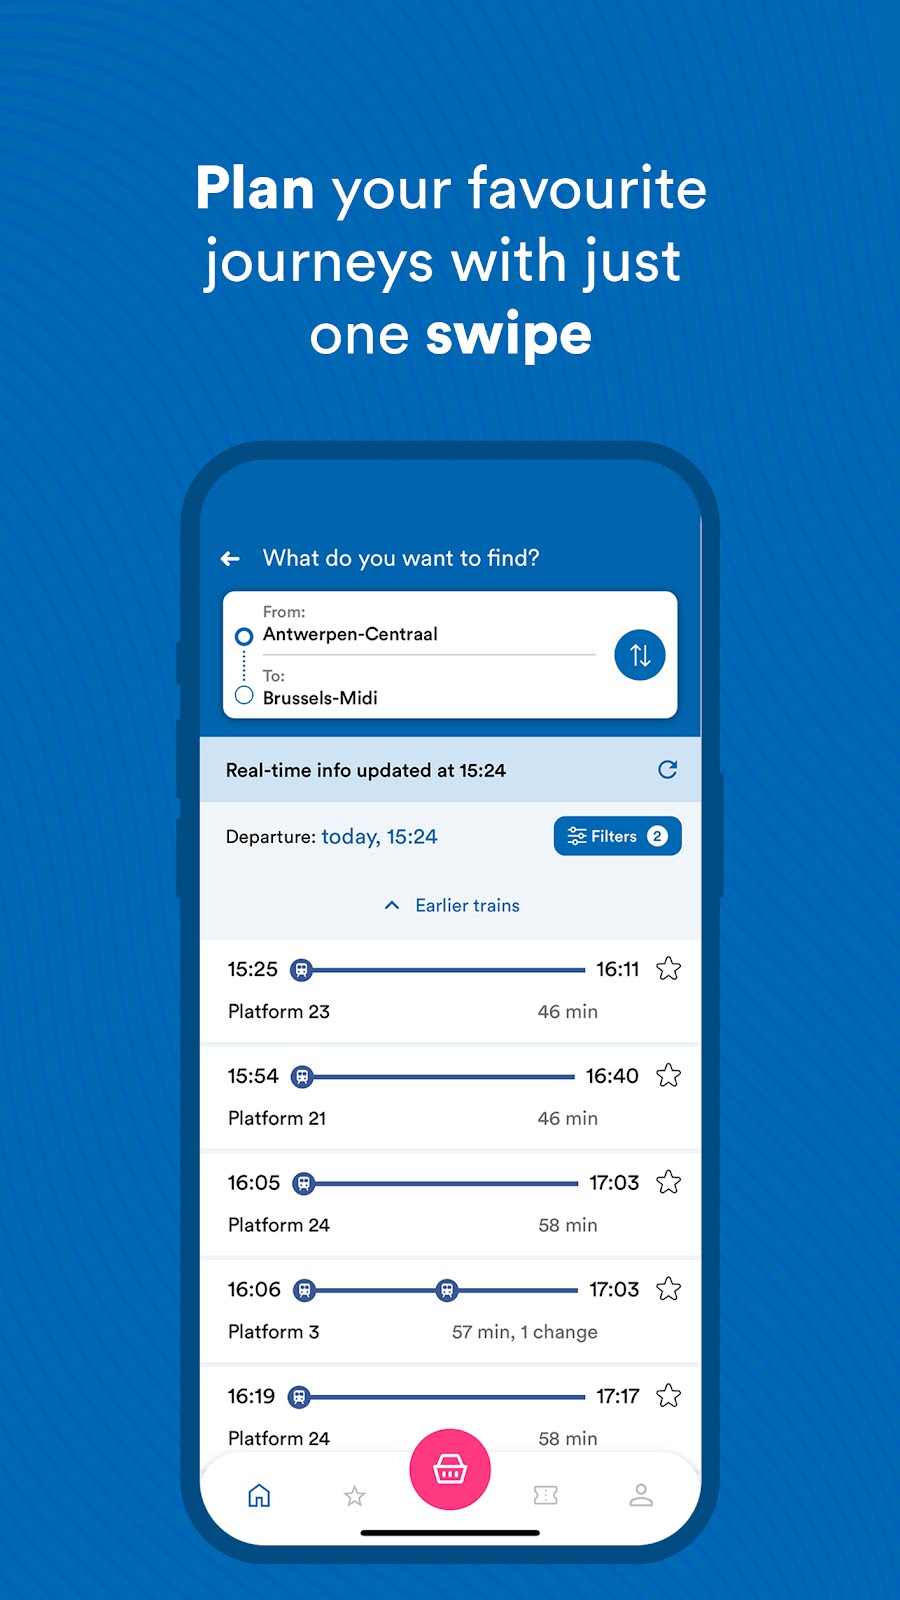 Plan your favourite
journeys with just
one swipe
What do you want to find?
From:
Antwerpen-Centraal
To:
Brussels-Midi
Real-time info updated at 15:24
Departure: today, 15:24
Filters 2
Earlier trains
15:25 16:11
Platform 23 46 min
15:54 16:40
Platform 21 46 min
16:05 17:03
Platform 24 58 min
16:06 17:03
Platform 3 57 min, 1 change
16:19 17:17
Platform 24 58 min